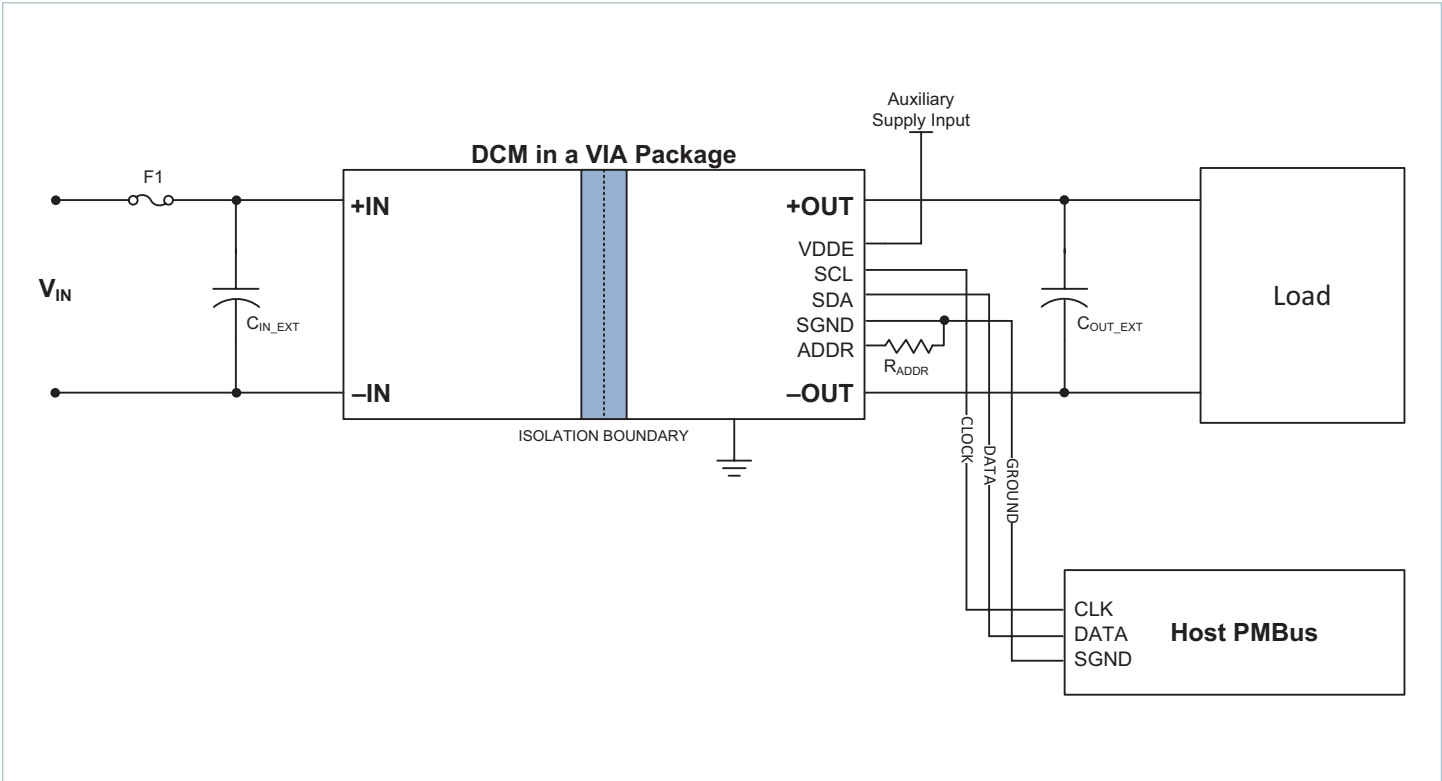 Auxiliary
Supply Input
DCM in a VIA Package
F1
+IN
+OUT
VDDE
SCL
SDA
SGND
ADDR
RADDR
VIN
CIN_EXT
COUT_EXT
Load
–IN
–OUT
ISOLATION BOUNDARY
CLOCK
DATA
GROUND
CLK
DATA
SGND
Host PMBus